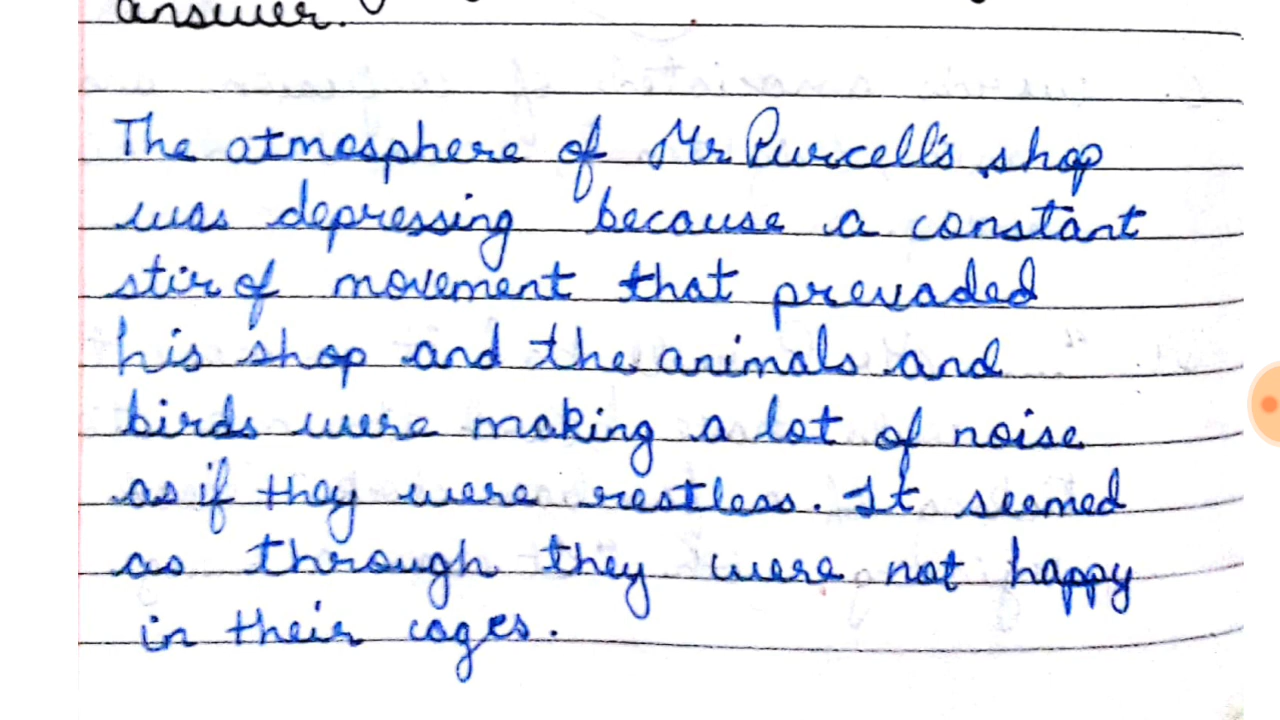 answer.
The atmosphere of Mr Purcell's shop
was depressing because a constant
stir of movement that prevaded
his shop and the animals and
birds were making a lot of noise
as if they were restless. It seemed
as through they were not happy
in their cages.